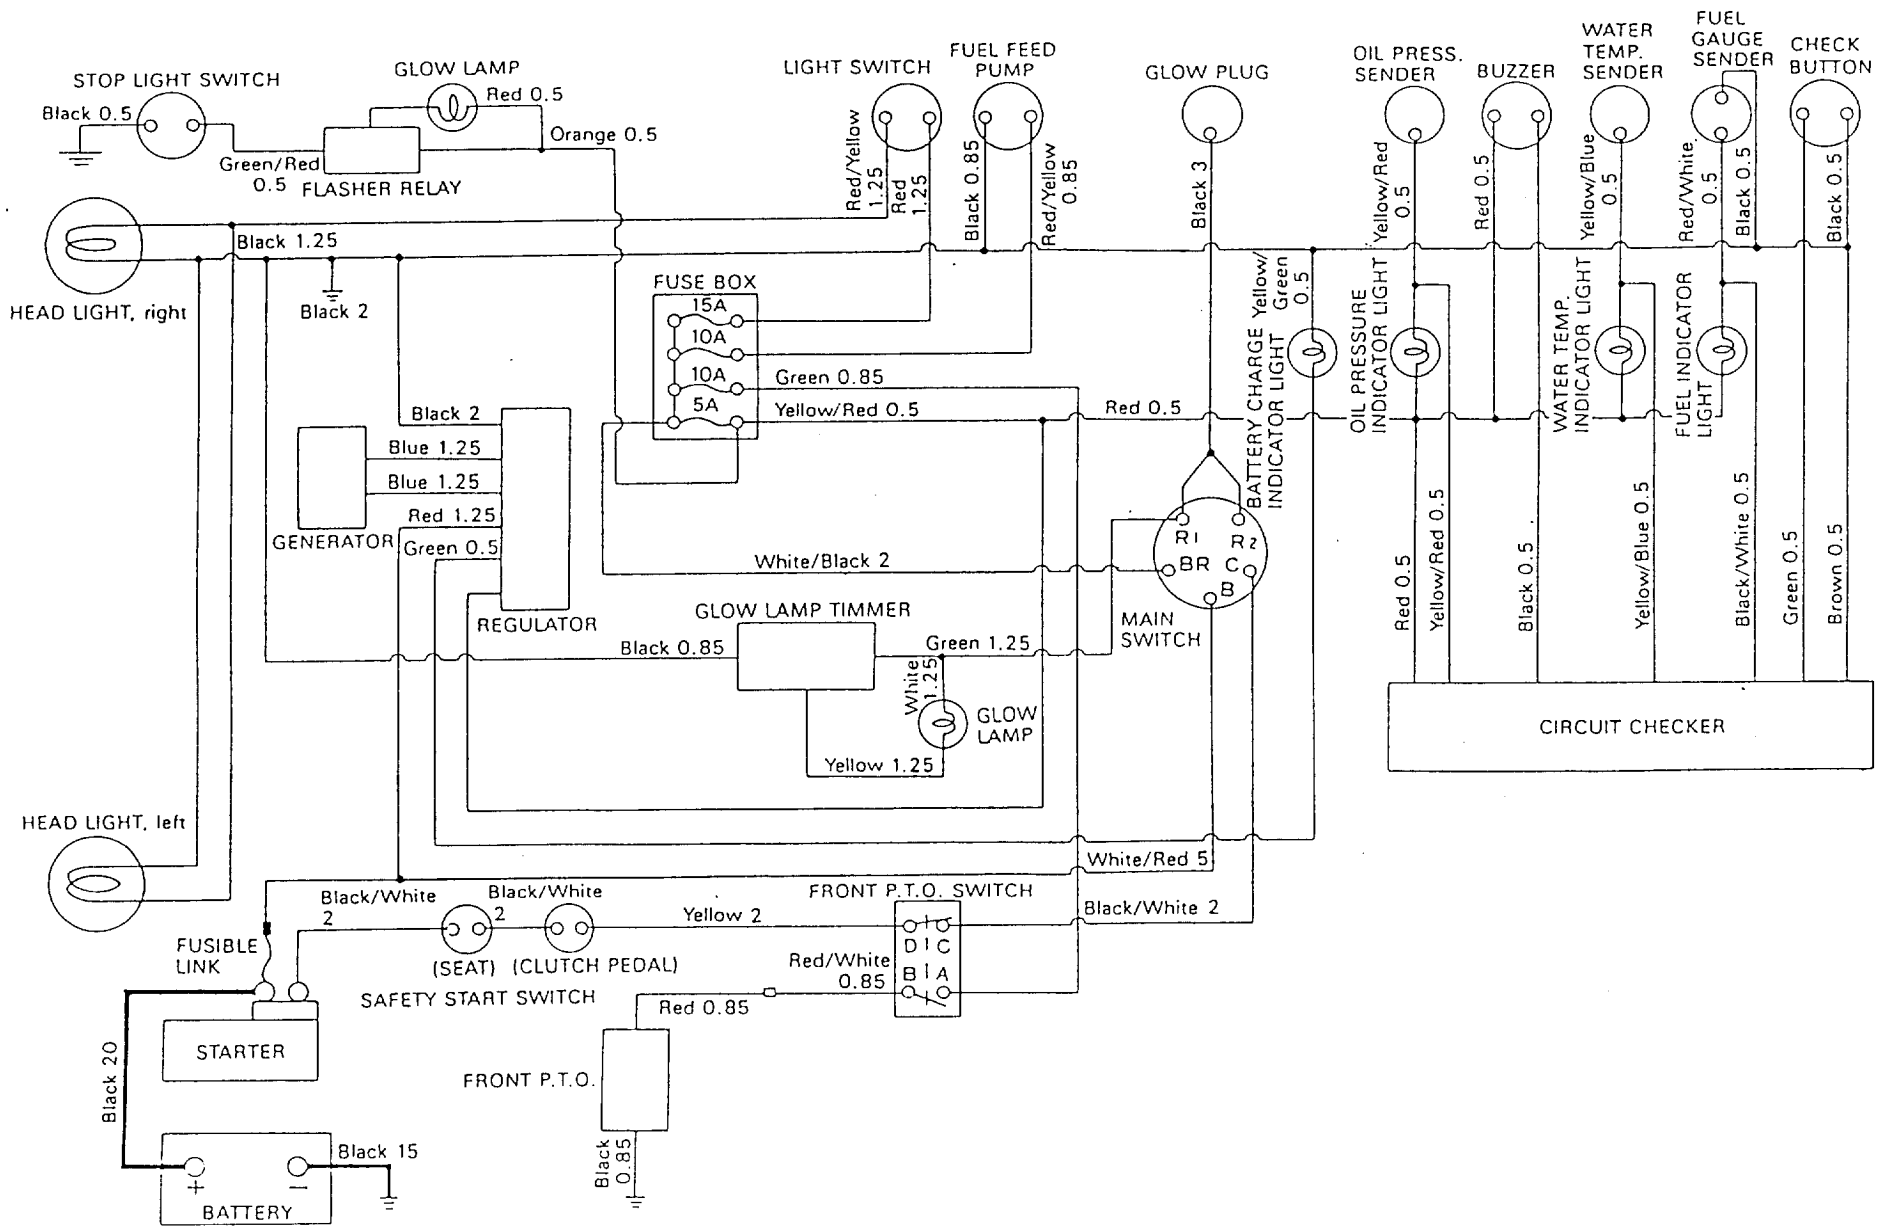 STOP LIGHT SWITCH
Black 0.5
Green/Red
0.5
GLOW LAMP
Red 0.5
Orange 0.5
FLASHER RELAY
LIGHT SWITCH
Red/Yellow
1.25
Red
1.25
FUEL FEED
PUMP
Black 0.85
Red/Yellow
0.85
GLOW PLUG
Black 3
OIL PRESS.
SENDER
Yellow/Red
0.5
BUZZER
Red 0.5
WATER
TEMP.
SENDER
Yellow/Blue
0.5
FUEL
GAUGE
SENDER
Red/White
0.5
Black 0.5
CHECK
BUTTON
Black 0.5
HEAD LIGHT, right
Black 1.25
Black 2
FUSE BOX
15A
10A
10A
5A
Green 0.85
Yellow/Red 0.5
Red 0.5
Yellow/
Green
0.5
BATTERY CHARGE
INDICATOR LIGHT
OIL PRESSURE
INDICATOR LIGHT
WATER TEMP.
INDICATOR LIGHT
FUEL INDICATOR
LIGHT
Black 2
Blue 1.25
Blue 1.25
Red 1.25
Green 0.5
GENERATOR
REGULATOR
White/Black 2
R1
R2
BR
C
B
MAIN
SWITCH
GLOW LAMP TIMMER
Black 0.85
Green 1.25
White
1.25
GLOW
LAMP
Yellow 1.25
Red 0.5
Yellow/Red 0.5
Black 0.5
Yellow/Blue 0.5
Black/White 0.5
Green 0.5
Brown 0.5
CIRCUIT CHECKER
HEAD LIGHT, left
White/Red 5
Black/White
2
Black/White
2
Yellow 2
FRONT P.T.O. SWITCH
D C
B A
Black/White 2
FUSIBLE
LINK
(SEAT)
(CLUTCH PEDAL)
SAFETY START SWITCH
Red/White
0.85
Red 0.85
STARTER
Black 20
FRONT P.T.O.
Black
0.85
Black 15
+
−
BATTERY